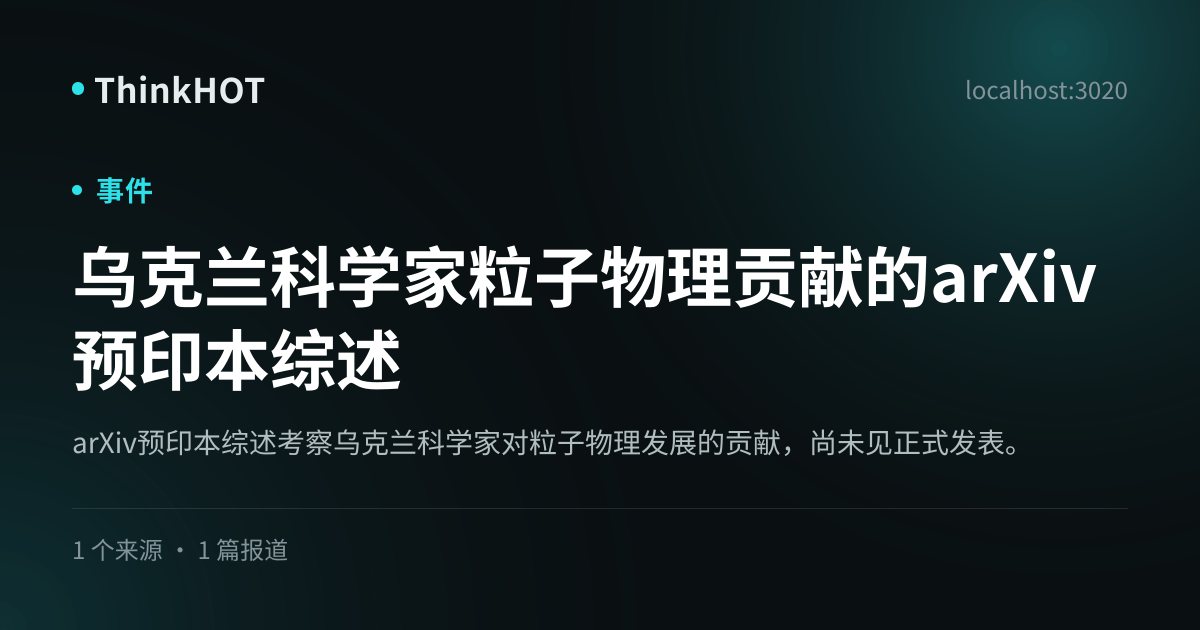 ThinkHOT
localhost:3020
事件
乌克兰科学家粒子物理贡献的arXiv
预印本综述
arXiv预印本综述考察乌克兰科学家对粒子物理发展的贡献，尚未见正式发表。
1 个来源 · 1 篇报道